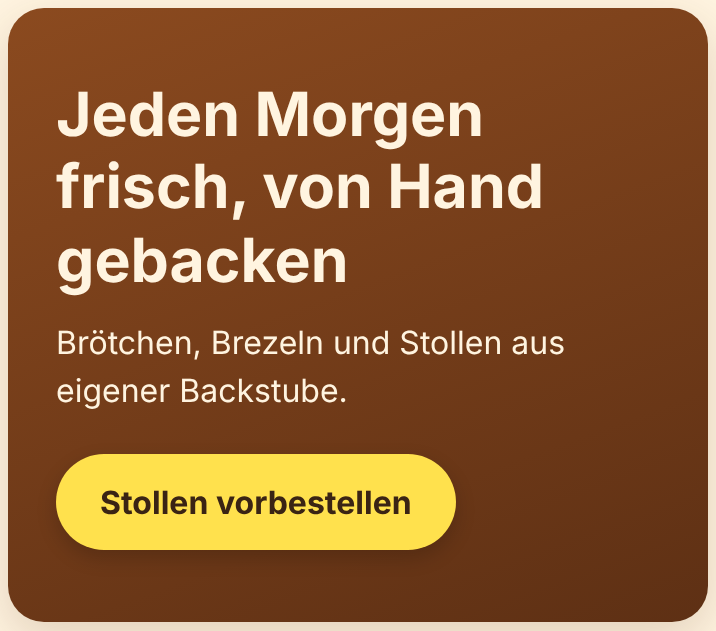 Jeden Morgen
frisch, von Hand
gebacken
Brötchen, Brezeln und Stollen aus
eigener Backstube.
Stollen vorbestellen